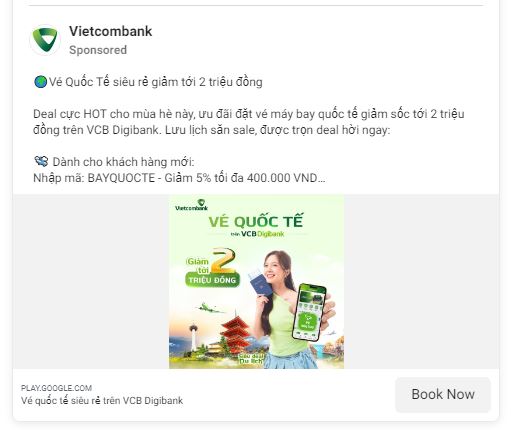 Vietcombank
Sponsored
🌍Vé Quốc Tế siêu rẻ giảm tới 2 triệu đồng
Deal cực HOT cho mùa hè này, ưu đãi đặt vé máy bay quốc tế giảm sốc tới 2 triệu
đồng trên VCB Digibank. Lưu lịch săn sale, được trọn deal hời ngay:
Dành cho khách hàng mới:
Nhập mã: BAYQUOCTE - Giảm 5% tối đa 400.000 VND...
Vietcombank
VÉ QUỐC TẾ
trên VCB Digibank
Giảm tới 2
TRIỆU ĐỒNG
Siêu deal
Du lịch
PLAY.GOOGLE.COM
Vé quốc tế siêu rẻ trên VCB Digibank
Book Now